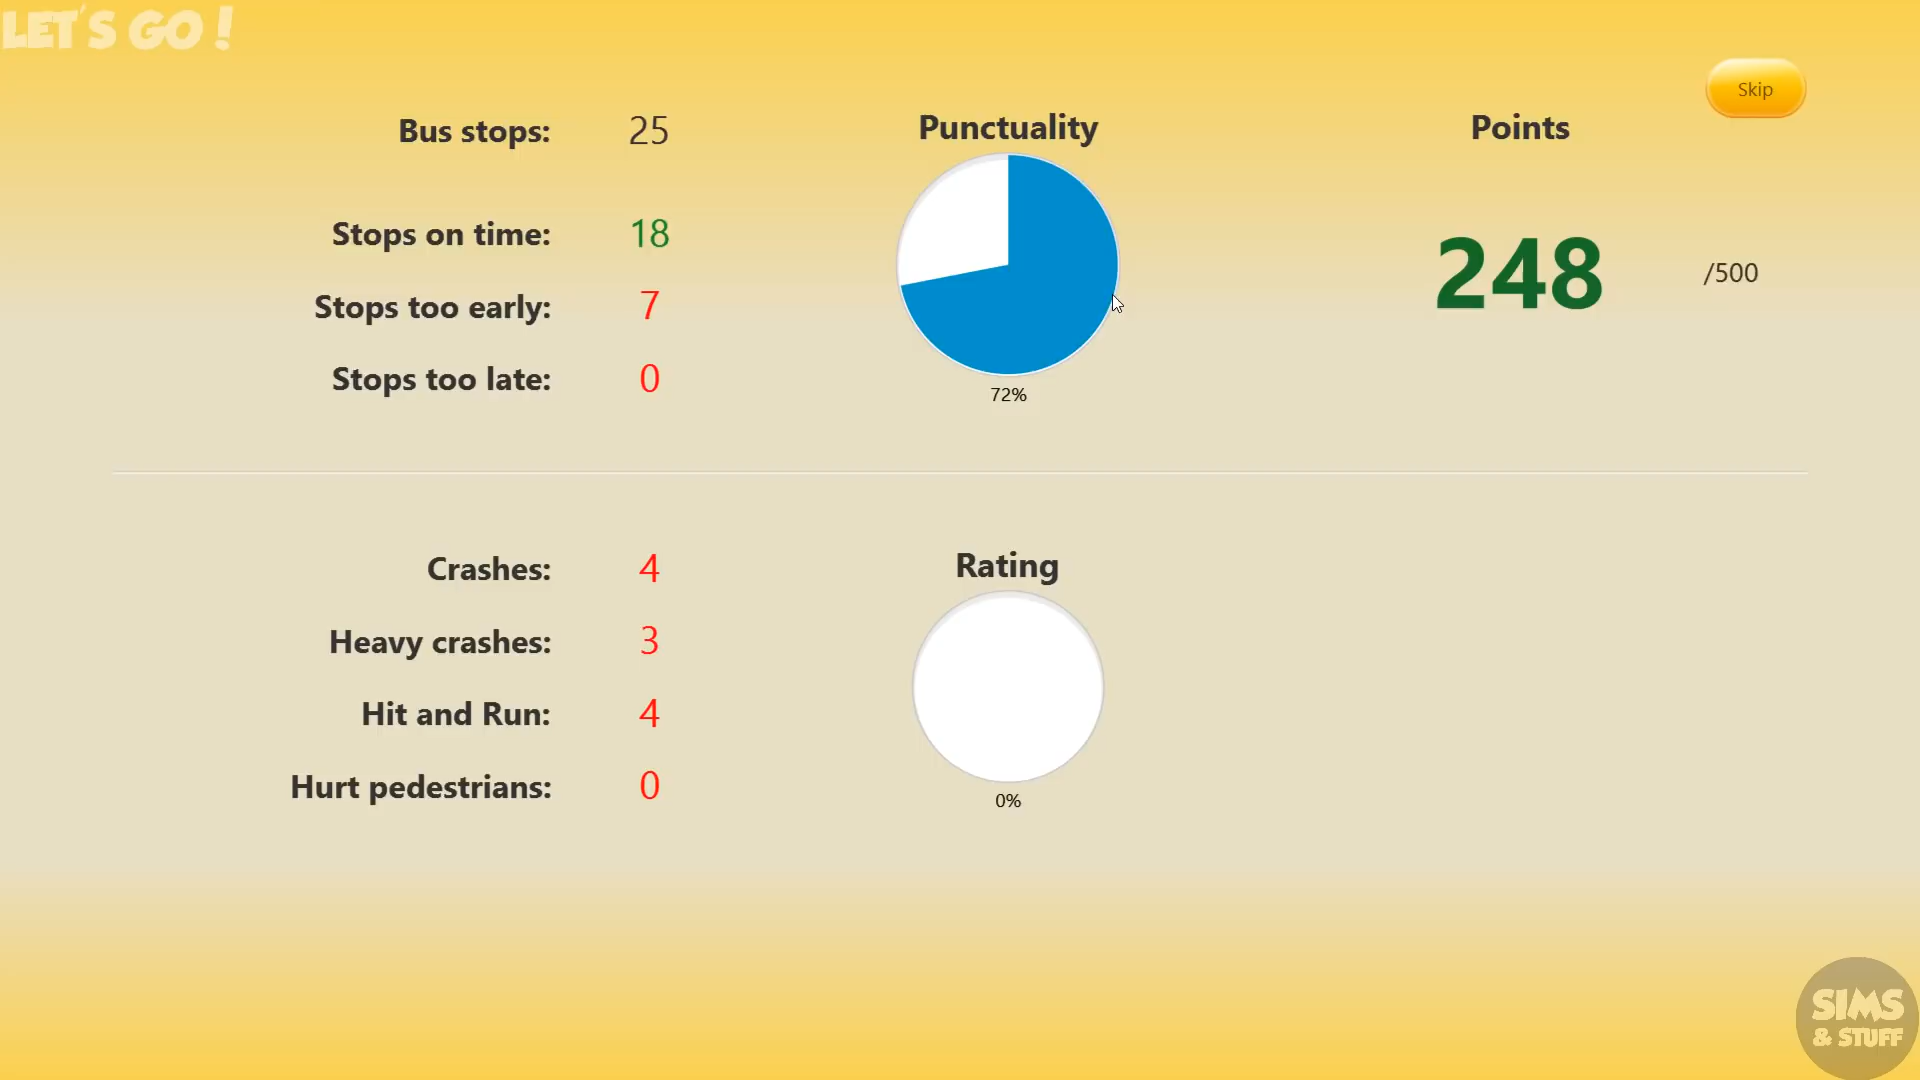 LET'S GO!
Skip
Bus stops: 25
Punctuality
Points
Stops on time: 18
248 /500
Stops too early: 7
Stops too late: 0
72%
Crashes: 4
Rating
Heavy crashes: 3
Hit and Run: 4
Hurt pedestrians: 0
0%
SIMS
& STUFF